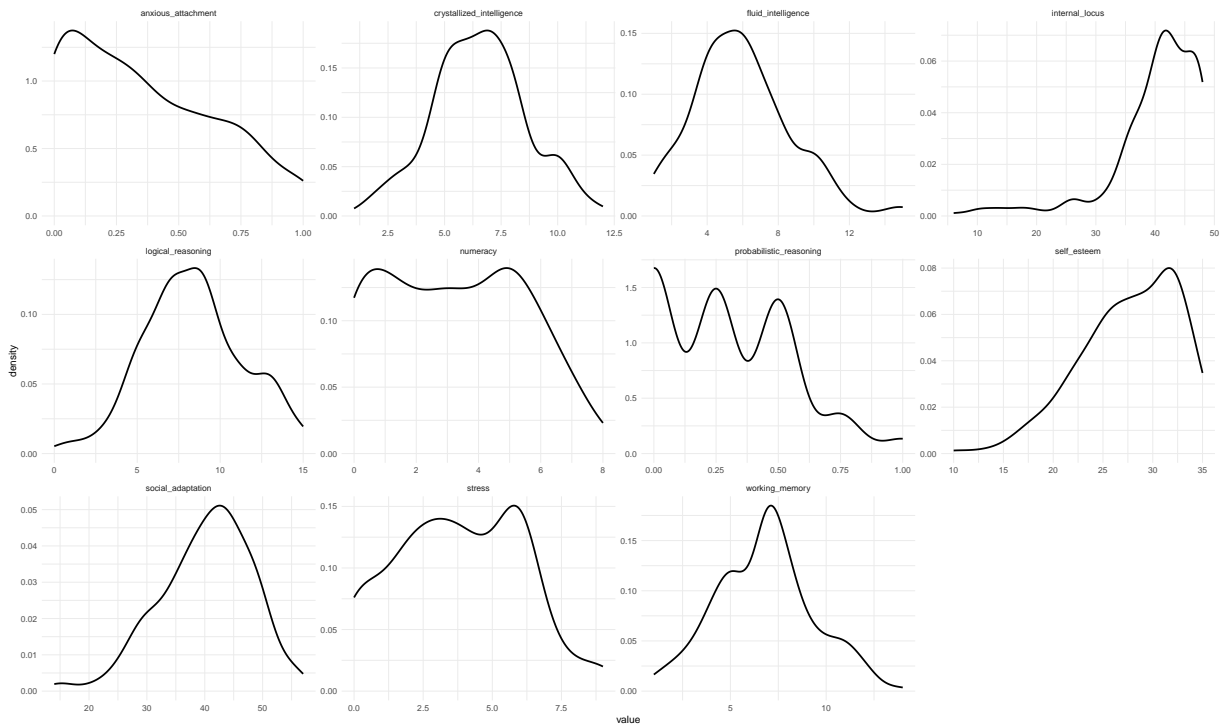 anxious_attachment
crystallized_intelligence
fluid_intelligence
internal_locus
1.0
0.5
0.0
0.00 0.25 0.50 0.75 1.00
0.15
0.10
0.05
0.00
2.5 5.0 7.5 10.0 12.5
0.15
0.10
0.05
0.00
4 8 12
0.06
0.04
0.02
0.00
10 20 30 40 50
logical_reasoning
numeracy
probabilistic_reasoning
self_esteem
0.10
0.05
0.00
0 5 10 15
0.10
0.05
0.00
0 2 4 6 8
1.5
1.0
0.5
0.0
0.00 0.25 0.50 0.75 1.00
0.08
0.06
0.04
0.02
0.00
10 15 20 25 30 35
social_adaptation
stress
working_memory
0.05
0.04
0.03
0.02
0.01
0.00
20 30 40 50
0.15
0.10
0.05
0.00
0.0 2.5 5.0 7.5
0.15
0.10
0.05
0.00
5 10
density
value